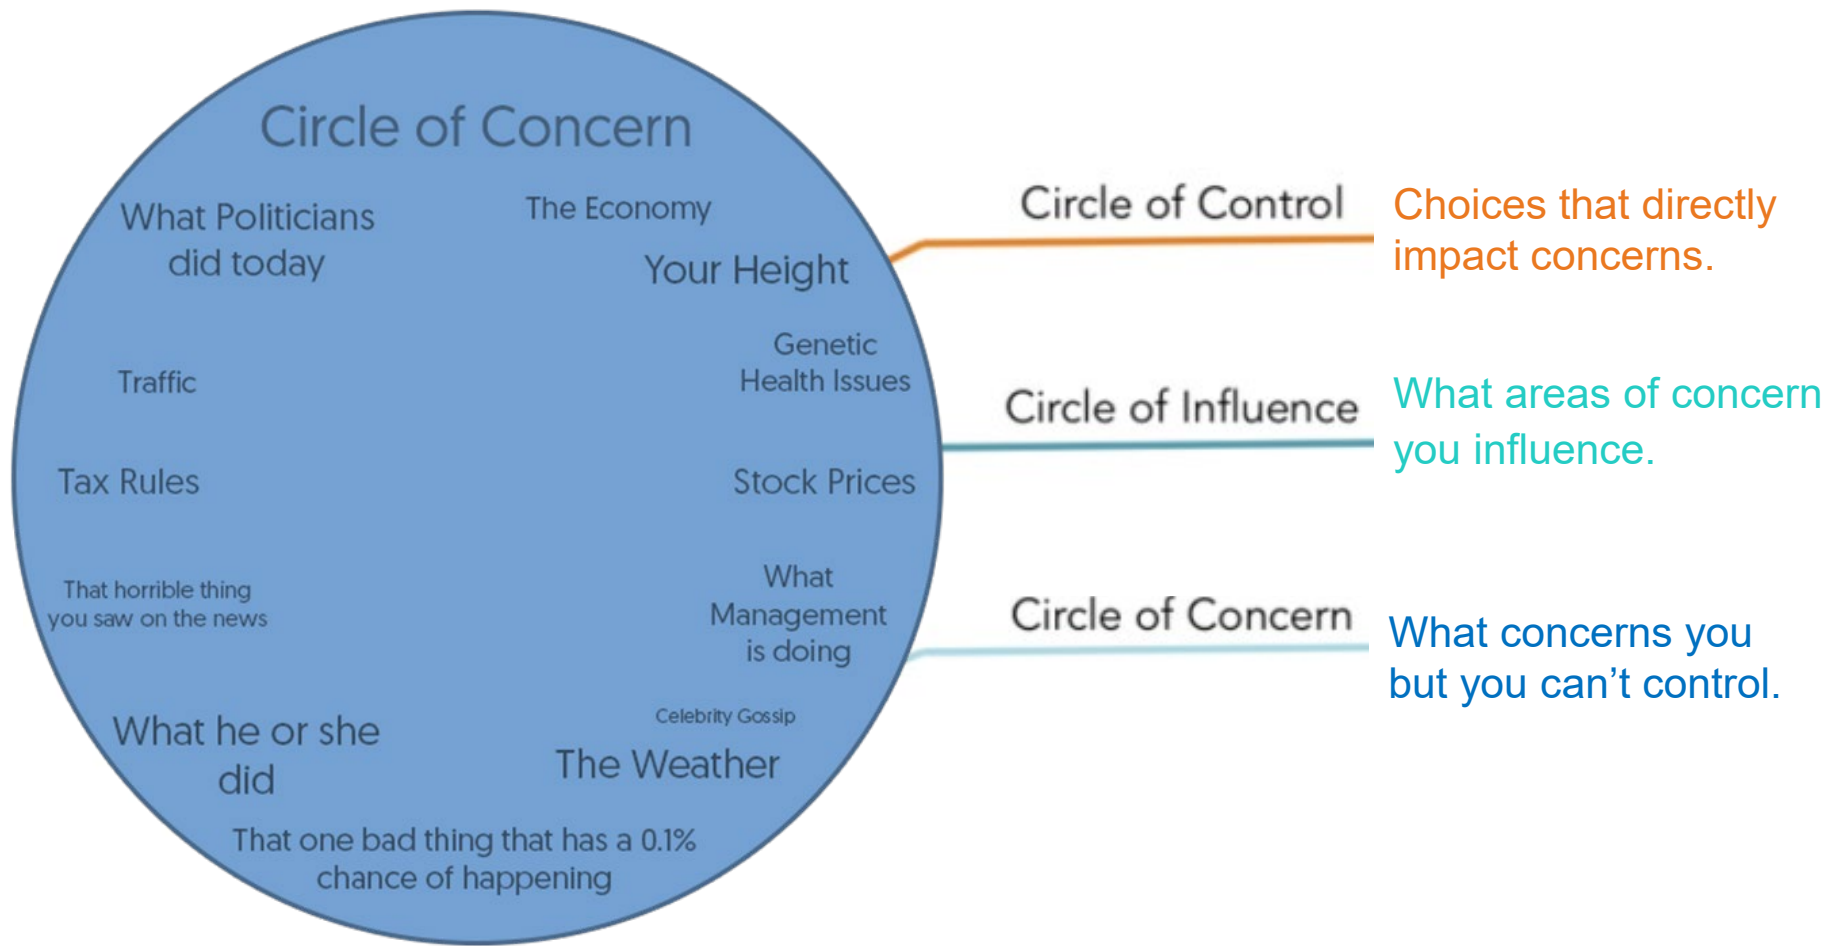 Circle of Concern
What Politicians
did today
The Economy
Your Height
Genetic
Health Issues
Traffic
Tax Rules
Stock Prices
That horrible thing
you saw on the news
What
Management
is doing
Celebrity Gossip
What he or she
did
The Weather
That one bad thing that has a 0.1%
chance of happening
Circle of Control
Choices that directly
impact concerns.
Circle of Influence
What areas of concern
you influence.
Circle of Concern
What concerns you
but you can’t control.